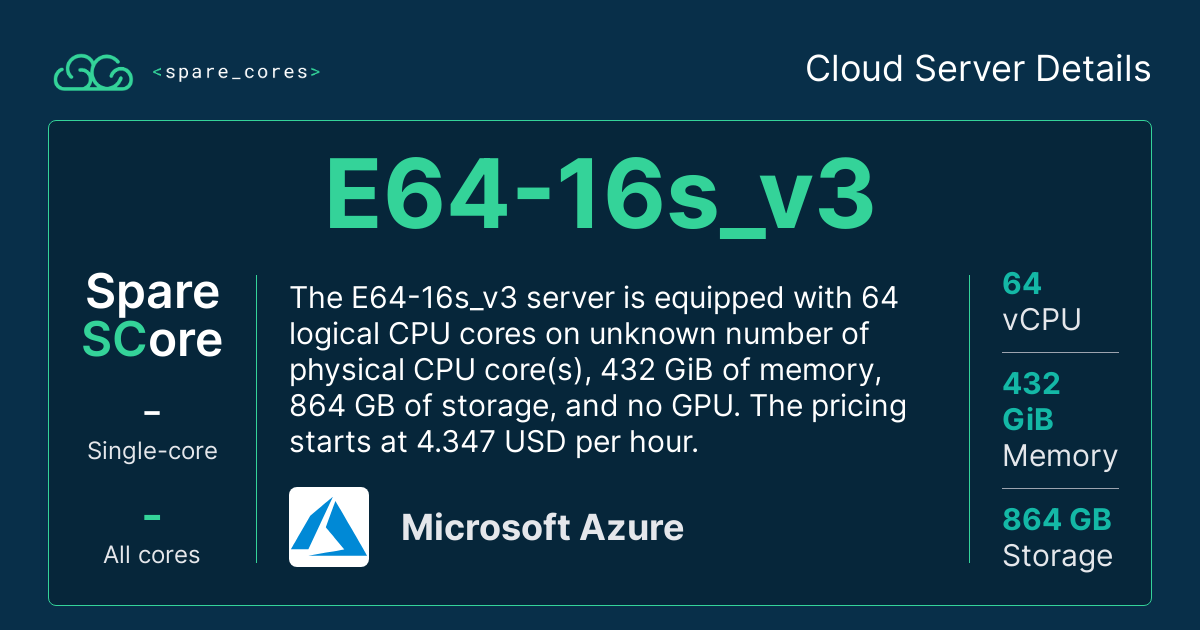 <spare_cores>
Cloud Server Details
E64-16s_v3
Spare
SCore
–
Single-core
–
All cores
The E64-16s_v3 server is equipped with 64
logical CPU cores on unknown number of
physical CPU core(s), 432 GiB of memory,
864 GB of storage, and no GPU. The pricing
starts at 4.347 USD per hour.
Microsoft Azure
64
vCPU
432
GiB
Memory
864 GB
Storage